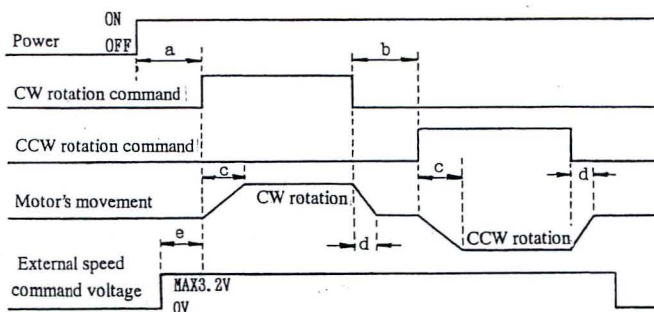 ON
Power
OFF
a
b
CW rotation command
CCW rotation command
c
c
d
Motor's movement
CW rotation
d
CCW rotation
e
External speed
command voltage
MAX3.2V
0V